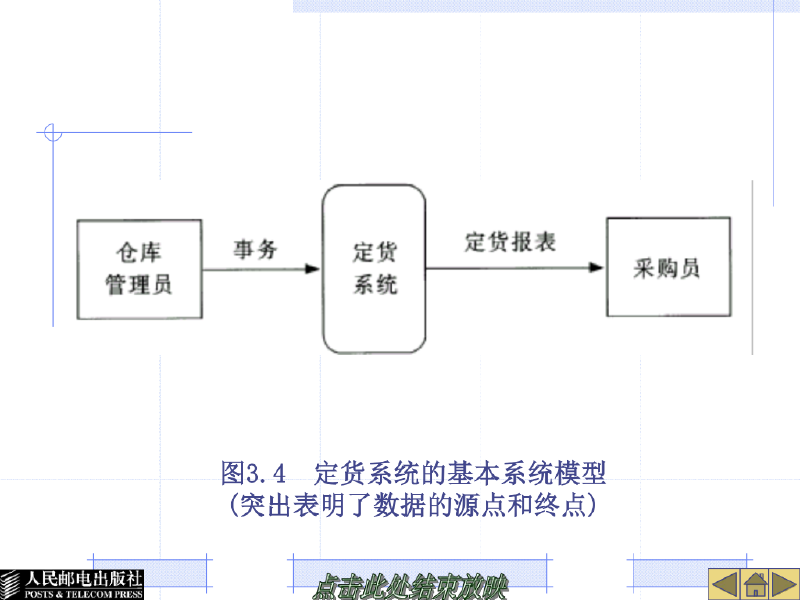 仓库
管理员
事务
定货
系统
定货报表
采购员
图3.4 定货系统的基本系统模型
(突出表明了数据的源点和终点)
人民邮电出版社
POSTS & TELECOM PRESS
点击此处结束放映